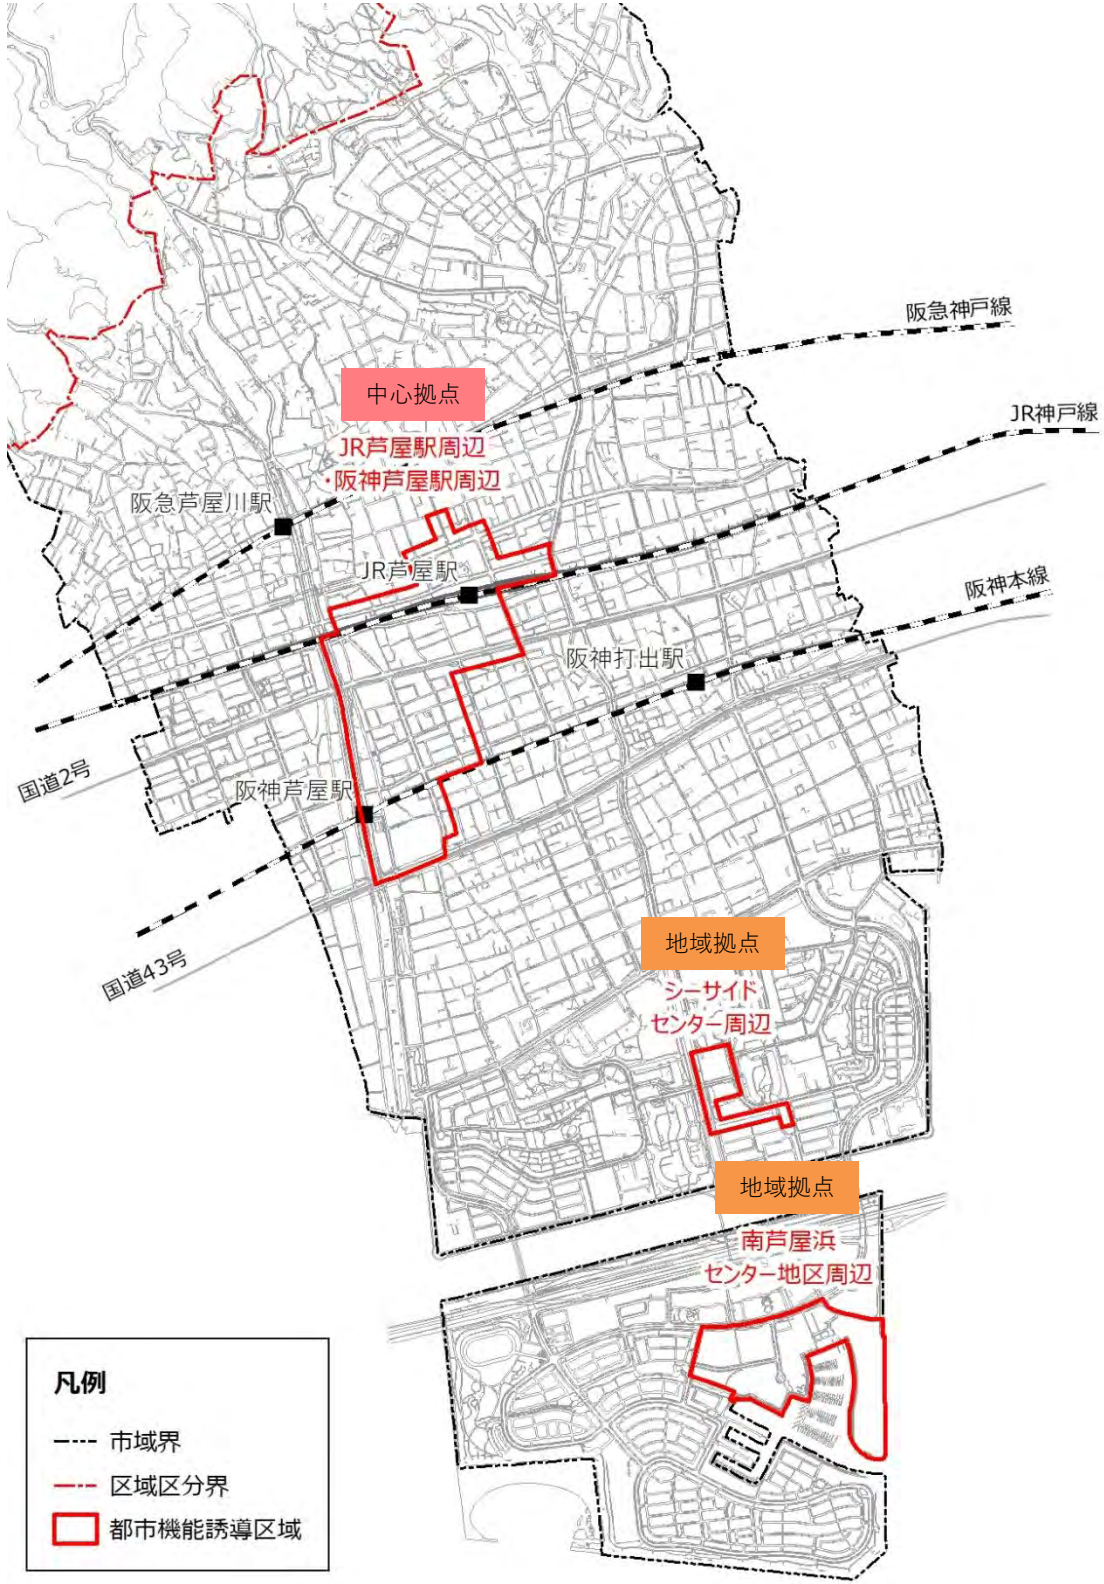 阪急神戸線
中心拠点
JR神戸線
JR芦屋駅周辺
・阪神芦屋駅周辺
阪急芦屋川駅
JR芦屋駅
阪神本線
阪神打出駅
国道2号
阪神芦屋駅
国道43号
地域拠点
シーサイド
センター周辺
地域拠点
南芦屋浜
センター地区周辺
凡例
市域界
区域区分界
都市機能誘導区域